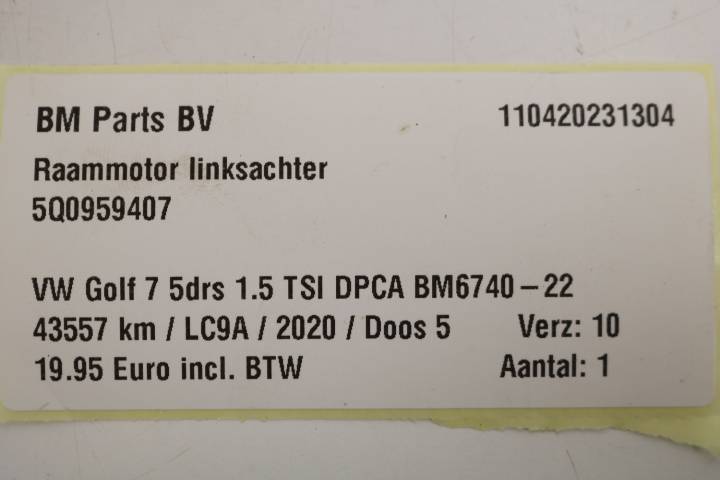 BM Parts BV 110420231304
Raammotor linksachter
5Q0959407
VW Golf 7 5drs 1.5 TSI DPCA BM6740-22
43557 km / LC9A / 2020 / Doos 5 Verz: 10
19.95 Euro incl. BTW Aantal: 1